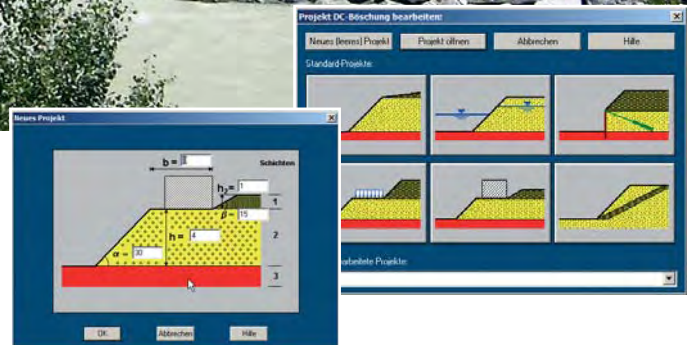 Projekt DC-Böschung bearbeiten:
Neues (leeres) Projekt
Projekt öffnen
Abbrechen
Hilfe
Standard-Projekte:
Neues Projekt
b =
Schichten
h₂= 1
1
β = 15
2
h = 4
α = 30
3
OK
Abbrechen
Hilfe
arbeitete Projekte: